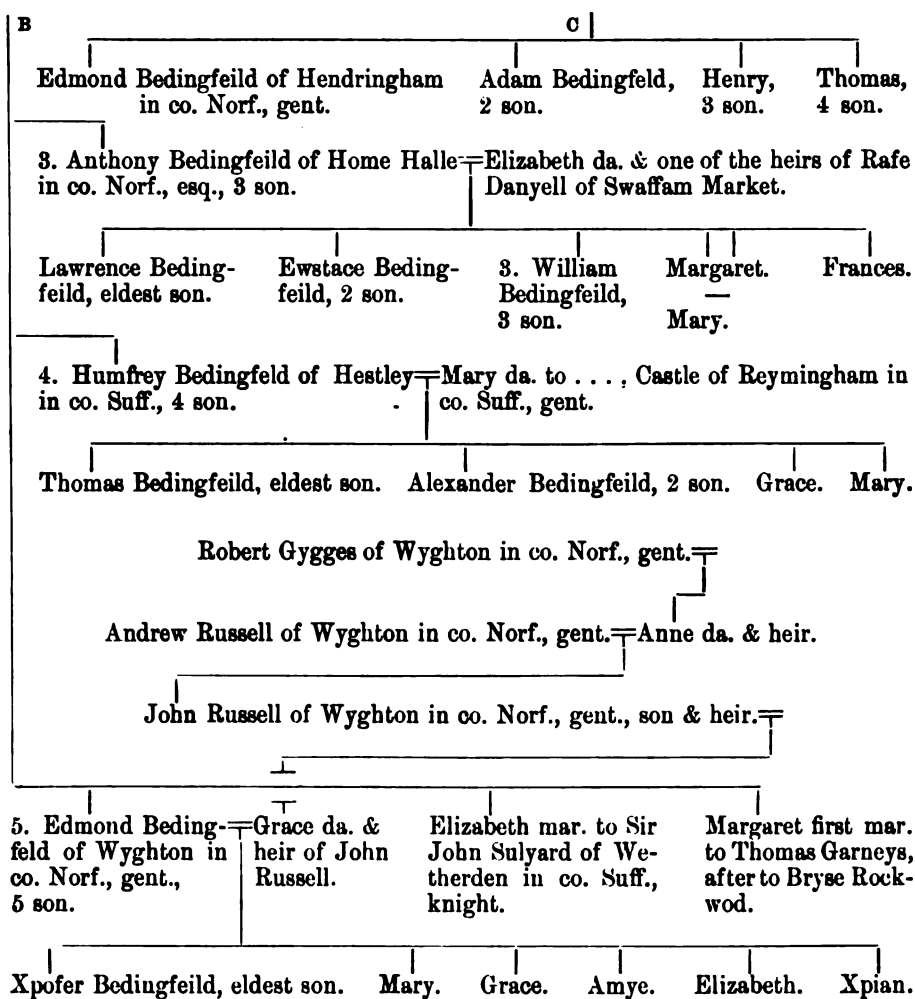 B C
Edmond Bedingfeild of Hendringham Adam Bedingfeld, Henry, Thomas,
in co. Norf., gent. 2 son. 3 son. 4 son.
3. Anthony Bedingfeild of Home Halle Elizabeth da. & one of the heirs of Rafe
in co. Norf., esq., 3 son. Danyell of Swaffam Market.
Lawrence Beding- Ewstace Beding- 3. William Margaret. Frances.
feild, eldest son. feild, 2 son. Bedingfeild, —
3 son. Mary.
4. Humfrey Bedingfeld of Hestley Mary da. to . . . . Castle of Reymingham in
in co. Suff., 4 son. co. Suff., gent.
Thomas Bedingfeild, eldest son. Alexander Bedingfeild, 2 son. Grace. Mary.
Robert Gygges of Wyghton in co. Norf., gent.
Andrew Russell of Wyghton in co. Norf., gent. Anne da. & heir.
John Russell of Wyghton in co. Norf., gent., son & heir.
5. Edmond Beding- Grace da. & Elizabeth mar. to Sir Margaret first mar.
feld of Wyghton in heir of John John Sulyard of We- to Thomas Garneys,
co. Norf., gent., Russell. therden in co. Suff., after to Bryse Rock-
5 son. knight. wod.
Xpofer Bedingfeild, eldest son. Mary. Grace. Amye. Elizabeth. Xpian.